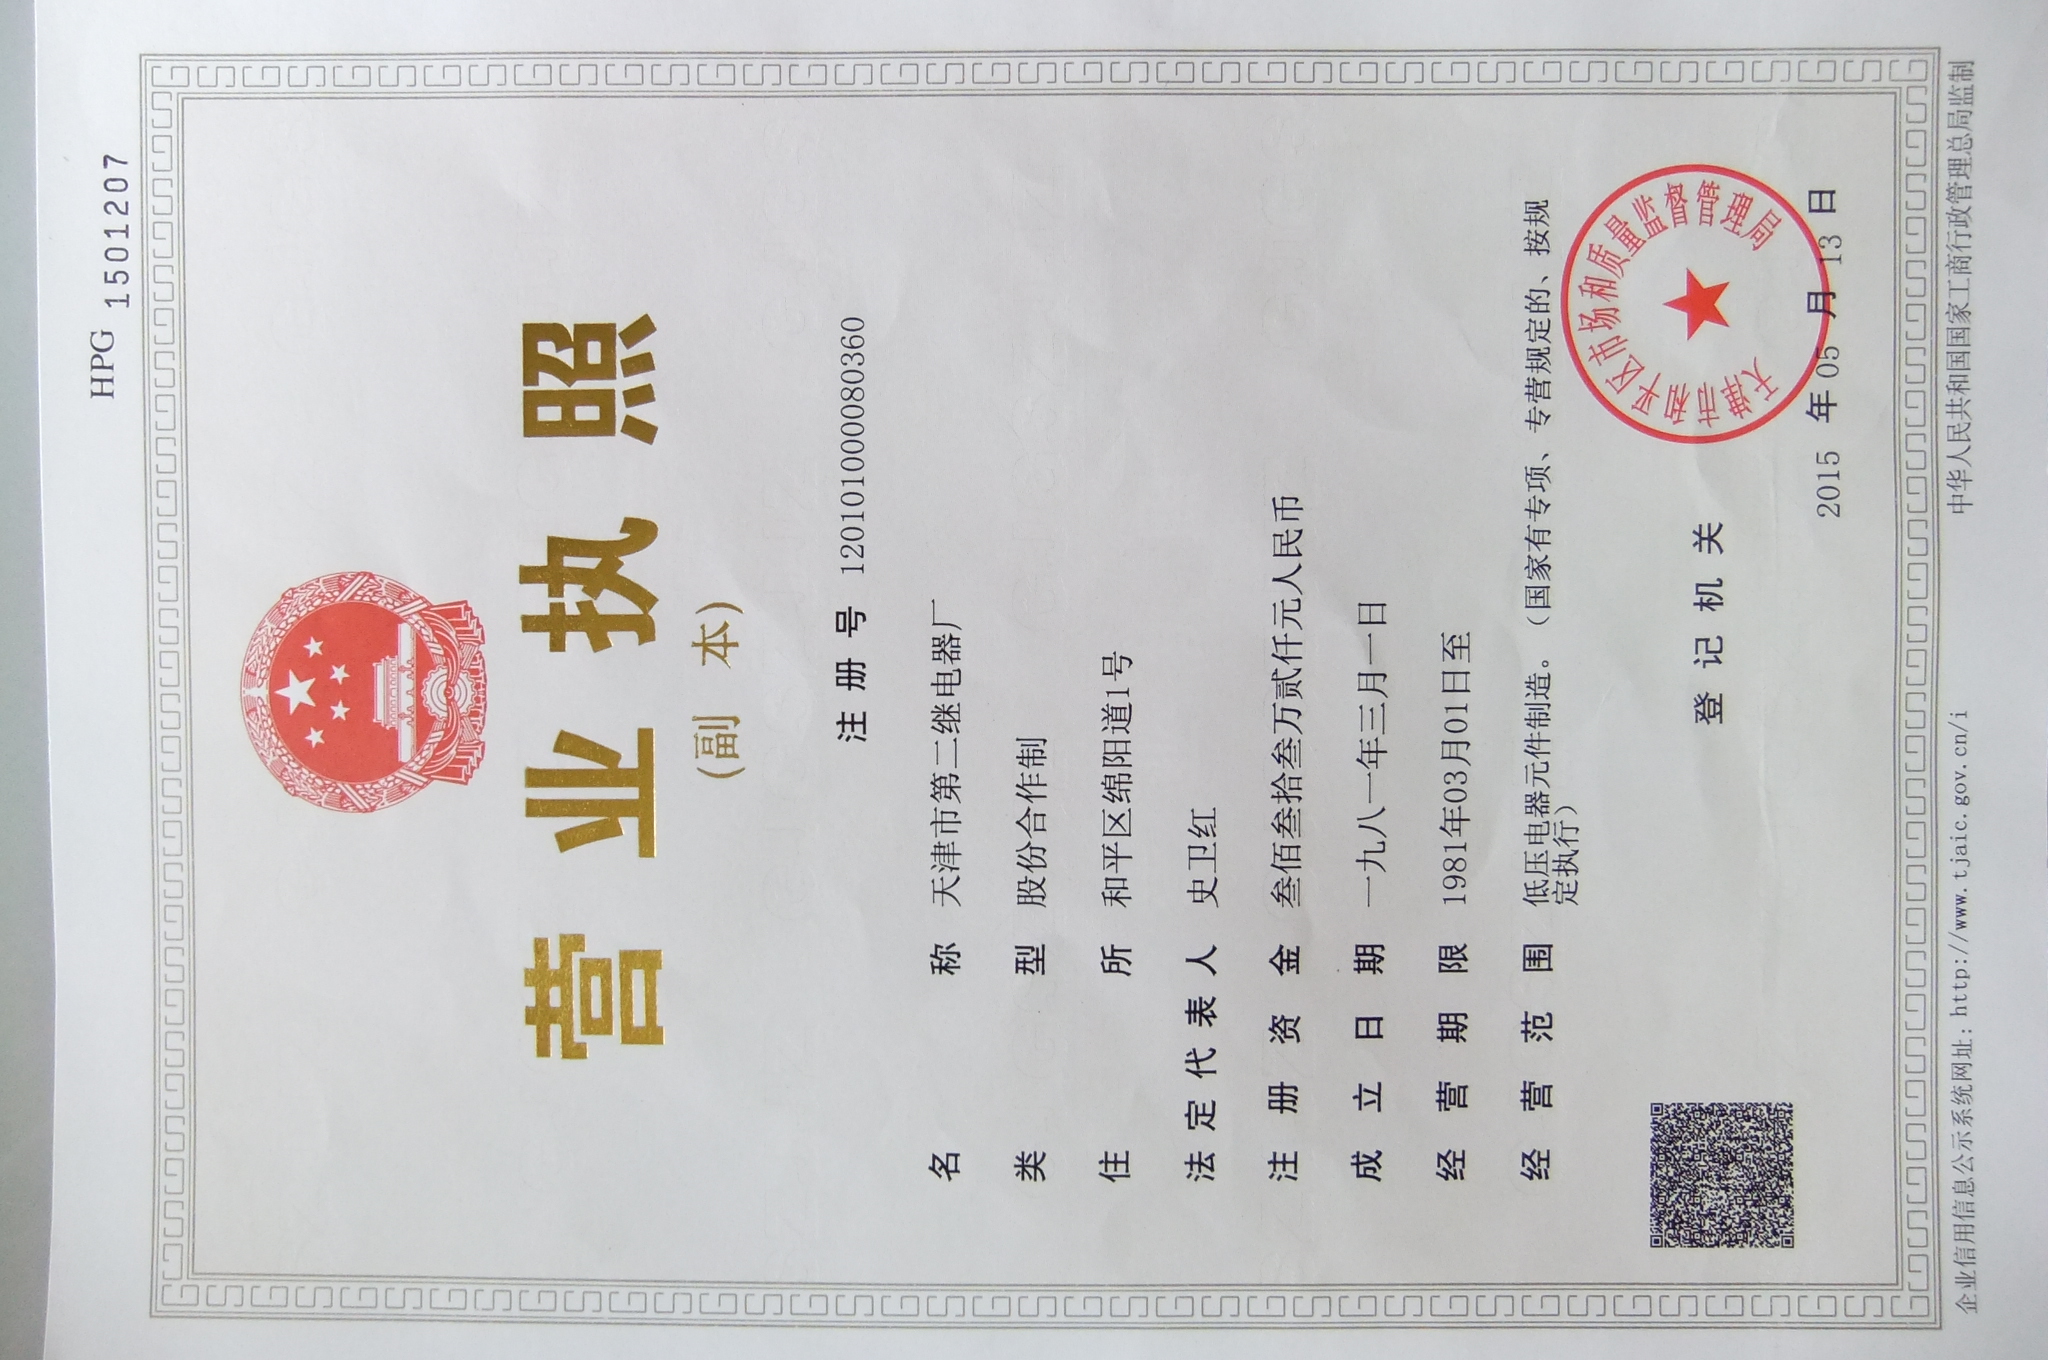 HPG 1501207
营业执照
(副 本)
注册号 120101000080360
名称 天津市第二继电器厂
类型 股份合作制
住所 和平区绵阳道1号
法定代表人 史卫红
注册资金 叁佰叁拾叁万贰仟元人民币
成立日期 一九八一年三月一日
经营期限 1981年03月01日至
经营范围 低压电器元件制造。（国家有专项、专营规定的、按规
定执行）
天津市和平区市场和质量监督管理局
登记机关
2015 年 05 月 13 日
企业信用信息公示系统网址: http://www.tjaic.gov.cn/i
中华人民共和国国家工商行政管理总局监制